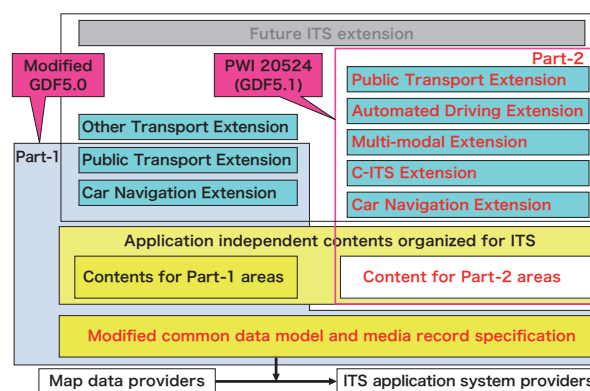 Future ITS extension
Modified
GDF5.0
PWI 20524
(GDF5.1)
Part-2
Public Transport Extension
Automated Driving Extension
Multi-modal Extension
C-ITS Extension
Car Navigation Extension
Part-1
Other Transport Extension
Public Transport Extension
Car Navigation Extension
Application independent contents organized for ITS
Contents for Part-1 areas
Content for Part-2 areas
Modified common data model and media record specification
Map data providers
ITS application system providers